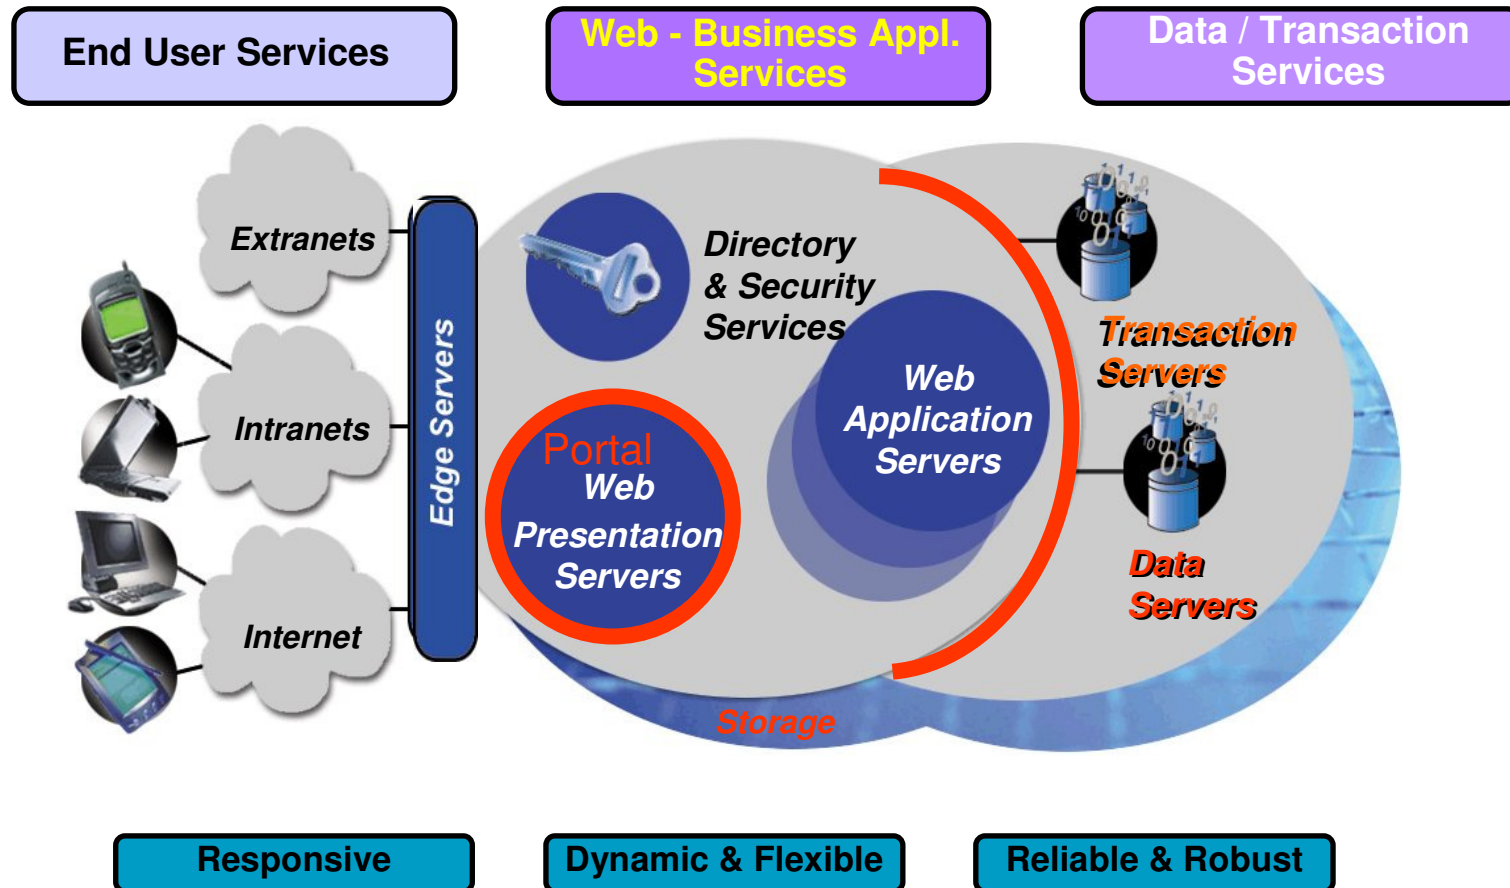 End User Services
Web - Business Appl.
Services
Data / Transaction
Services
Extranets
Intranets
Internet
Edge Servers
Directory
& Security
Services
Portal
Web
Presentation
Servers
Web
Application
Servers
Transaction
Servers
Data
Servers
Storage
Responsive
Dynamic & Flexible
Reliable & Robust